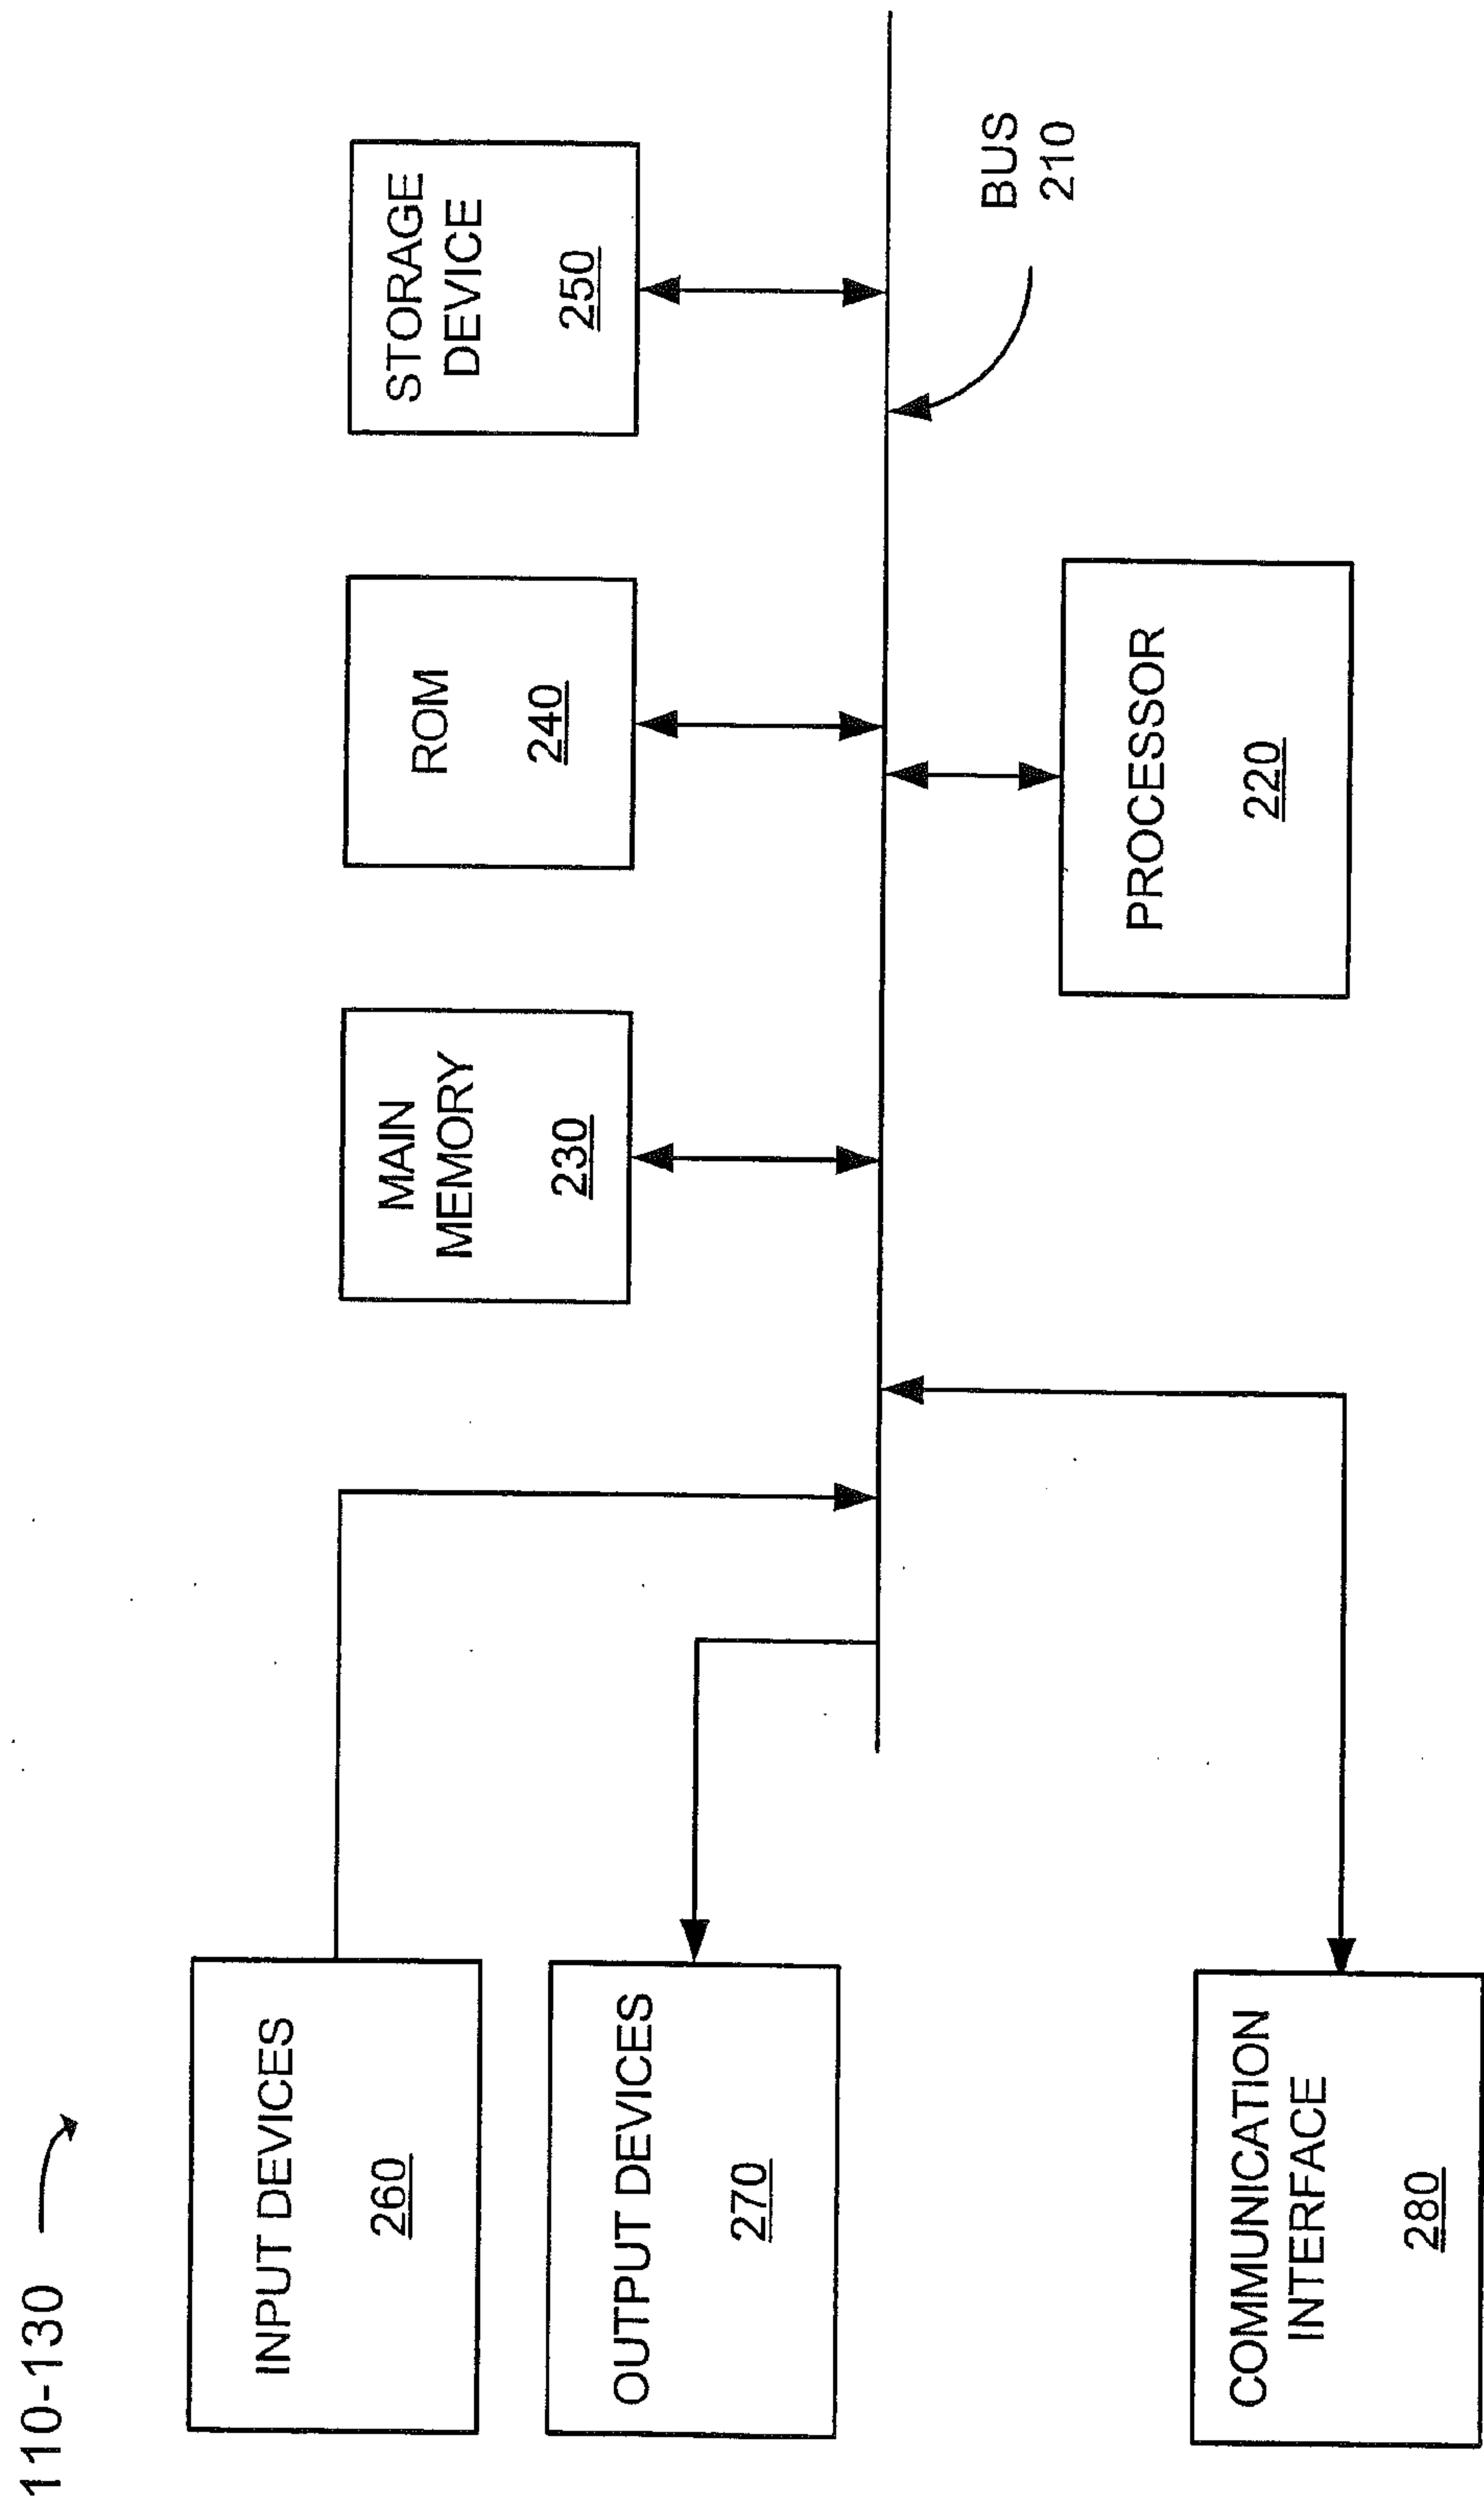 110-130
INPUT DEVICES
260
OUTPUT DEVICES
270
COMMUNICATION
INTERFACE
280
MAIN
MEMORY
230
ROM
240
STORAGE
DEVICE
250
PROCESSOR
220
BUS
210